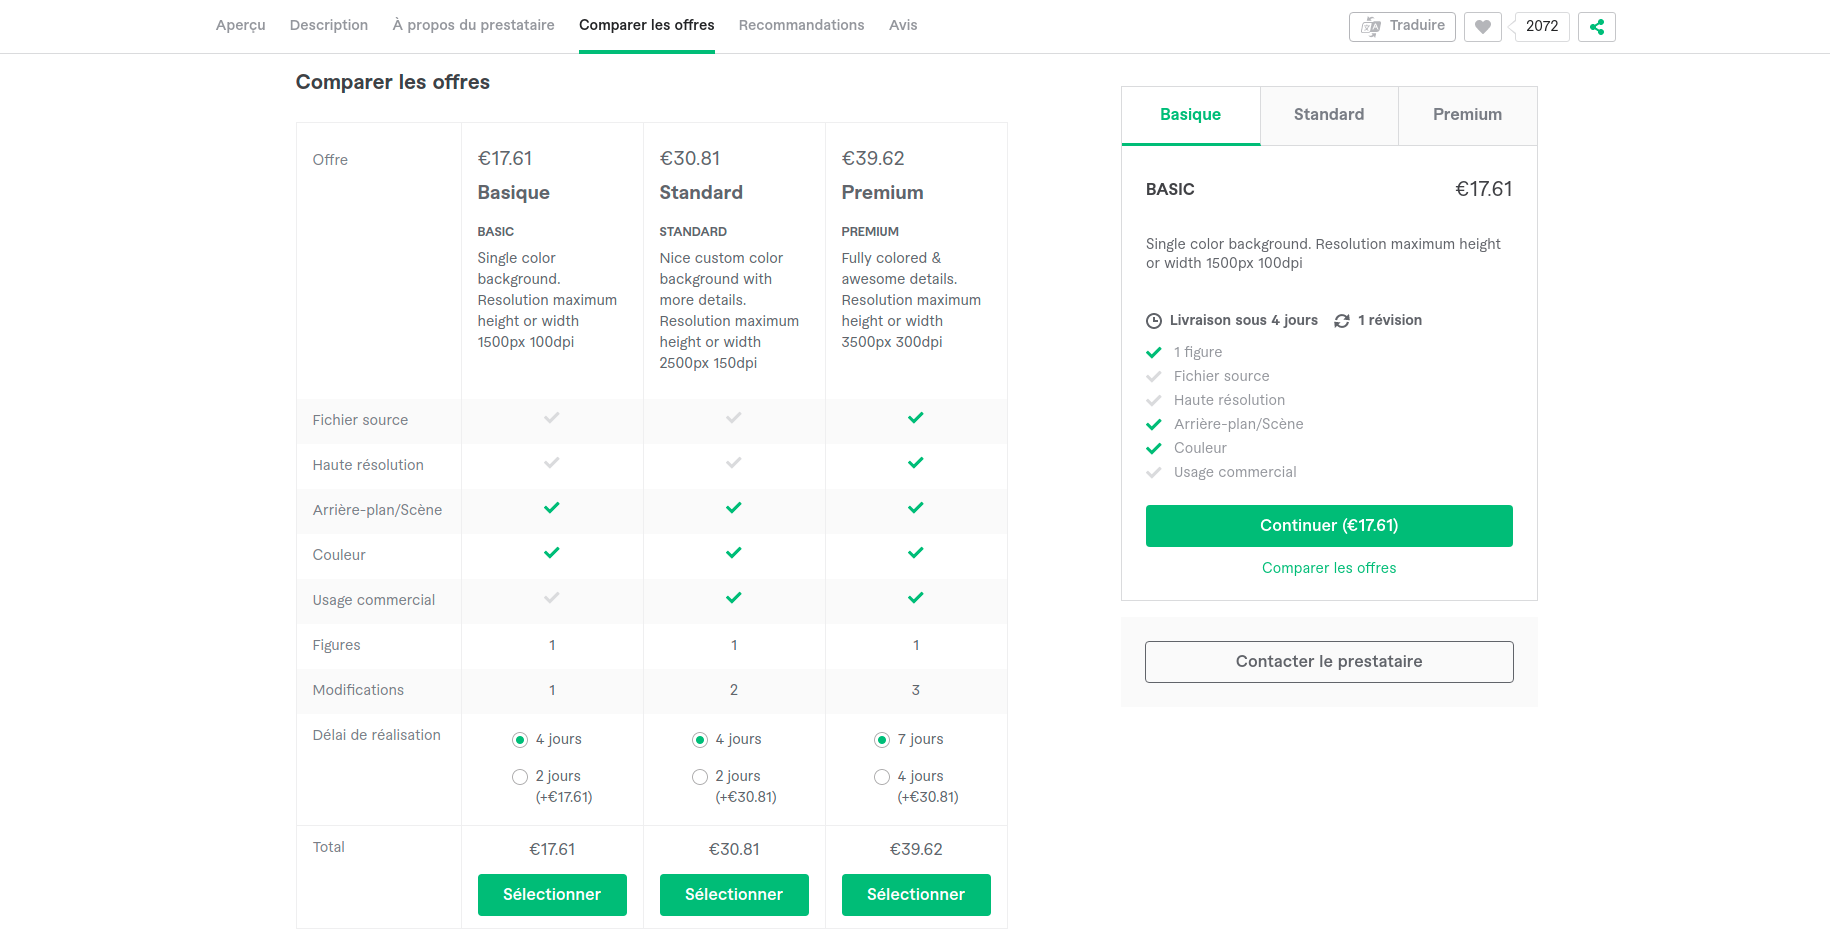 Aperçu Description À propos du prestataire Comparer les offres Recommandations Avis Traduire 2072
Comparer les offres
Offre
€17.61
Basique
BASIC
Single color
background.
Resolution maximum
height or width
1500px 100dpi
€30.81
Standard
STANDARD
Nice custom color
background with
more details.
Resolution maximum
height or width
2500px 150dpi
€39.62
Premium
PREMIUM
Fully colored &
awesome details.
Resolution maximum
height or width
3500px 300dpi
Fichier source
Haute résolution
Arrière-plan/Scène
Couleur
Usage commercial
Figures 1 1 1
Modifications 1 2 3
Délai de réalisation 4 jours 4 jours 7 jours
2 jours 2 jours 4 jours
(+€17.61) (+€30.81) (+€30.81)
Total €17.61 €30.81 €39.62
Sélectionner Sélectionner Sélectionner
Basique Standard Premium
BASIC €17.61
Single color background. Resolution maximum height
or width 1500px 100dpi
Livraison sous 4 jours 1 révision
1 figure
Fichier source
Haute résolution
Arrière-plan/Scène
Couleur
Usage commercial
Continuer (€17.61)
Comparer les offres
Contacter le prestataire